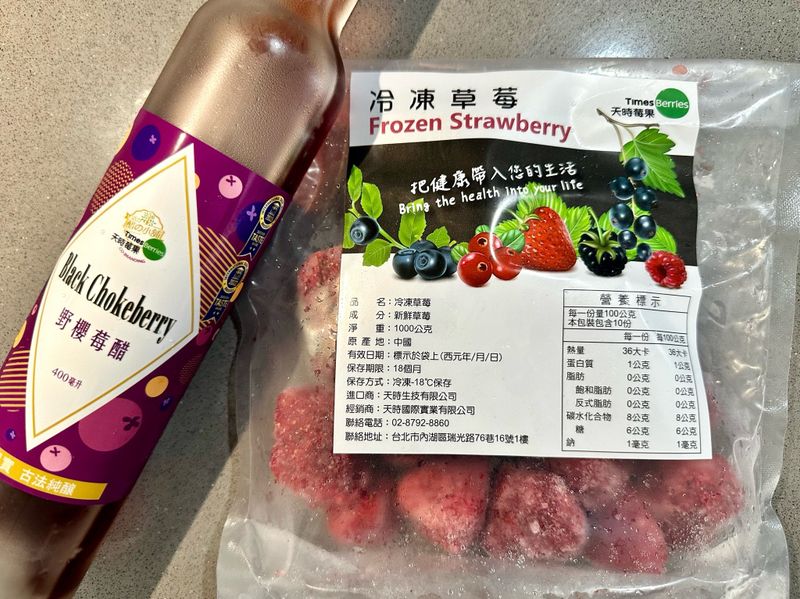 天時
醋の小舖
TimesBerries
天時莓果
Black Chokeberry
野櫻莓醋
400毫升
古法純釀
冷凍草莓
Frozen Strawberry
Times Berries
天時莓果
把健康帶入您的生活
Bring the health into your life
品名：冷凍草莓
成分：新鮮草莓
淨重：1000公克
原產地：中國
有效日期：標示於袋上(西元年/月/日)
保存期限：18個月
保存方式：冷凍-18℃保存
進口商：天時生技有限公司
經銷商：天時國際實業有限公司
聯絡電話：02-8792-8860
聯絡地址：台北市內湖區瑞光路76巷16號1樓
營養標示
每一份量100公克
本包裝包含10份
每一份 每100公克
熱量 36大卡 36大卡
蛋白質 1公克 1公克
脂肪 0公克 0公克
飽和脂肪 0公克 0公克
反式脂肪 0公克 0公克
碳水化合物 8公克 8公克
糖 6公克 6公克
鈉 1毫克 1毫克